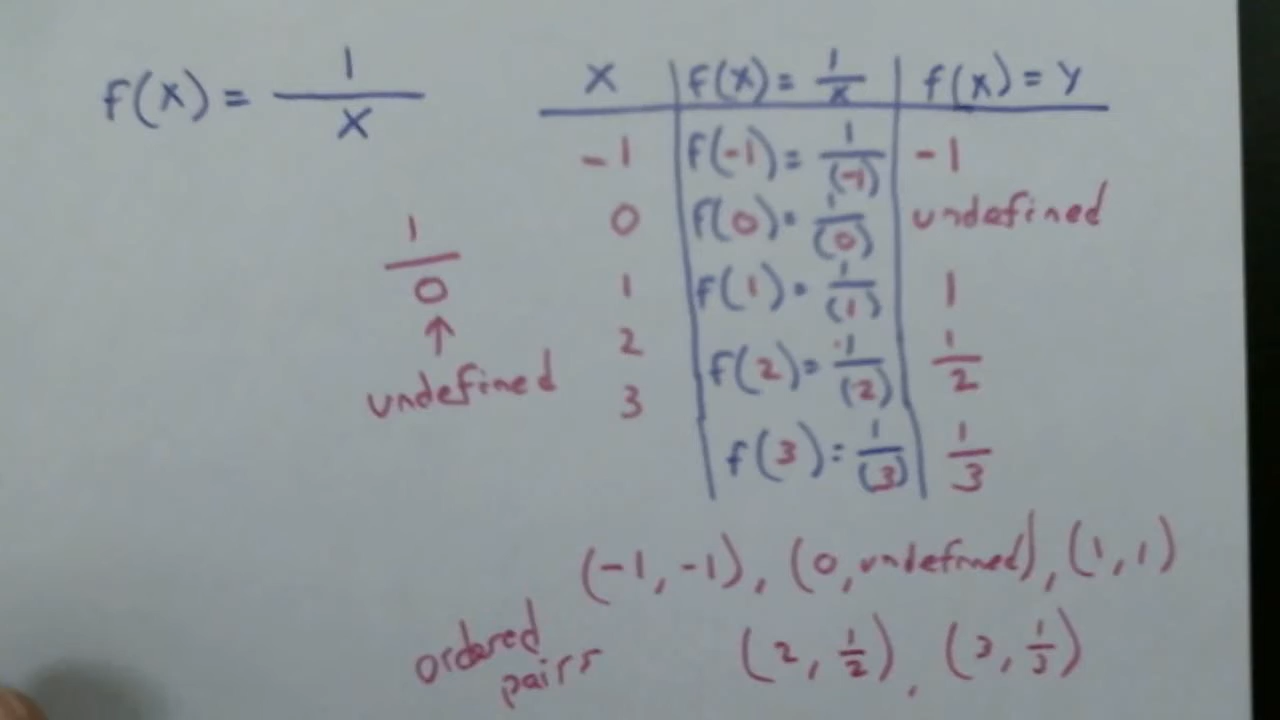 f(x) = 1/x
x | f(x) = 1/x | f(x) = y
-1 | f(-1) = 1/(-1) | -1
0 | f(0) = 1/(0) | undefined
1 | f(1) = 1/(1) | 1
2 | f(2) = 1/(2) | 1/2
3 | f(3) = 1/(3) | 1/3
1/0
↑
undefined
(-1, -1), (0, undefined), (1, 1)
ordered
pairs
(2, 1/2), (3, 1/3)